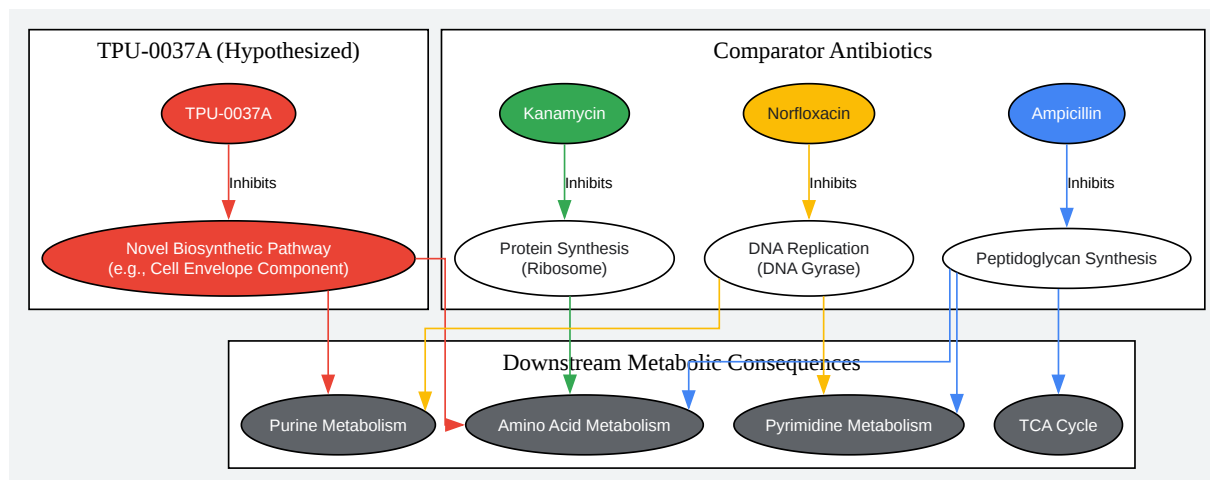 TPU-0037A (Hypothesized)
Comparator Antibiotics
TPU-0037A
Kanamycin
Norfloxacin
Ampicillin
Inhibits
Inhibits
Inhibits
Inhibits
Novel Biosynthetic Pathway
(e.g., Cell Envelope Component)
Protein Synthesis
(Ribosome)
DNA Replication
(DNA Gyrase)
Peptidoglycan Synthesis
Downstream Metabolic Consequences
Purine Metabolism
Amino Acid Metabolism
Pyrimidine Metabolism
TCA Cycle